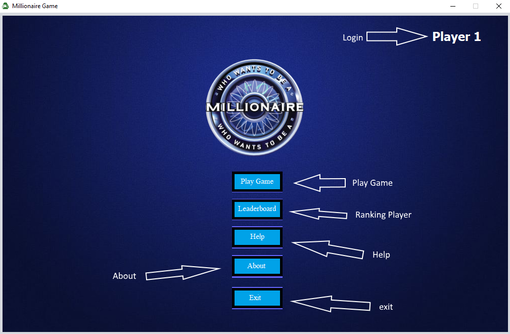 Millionaire Game
Login
Player 1
WHO WANTS TO BE A
MILLIONAIRE
WHO WANTS TO BE A
Play Game
Play Game
Leaderboard
Ranking Player
Help
Help
About
About
Exit
exit